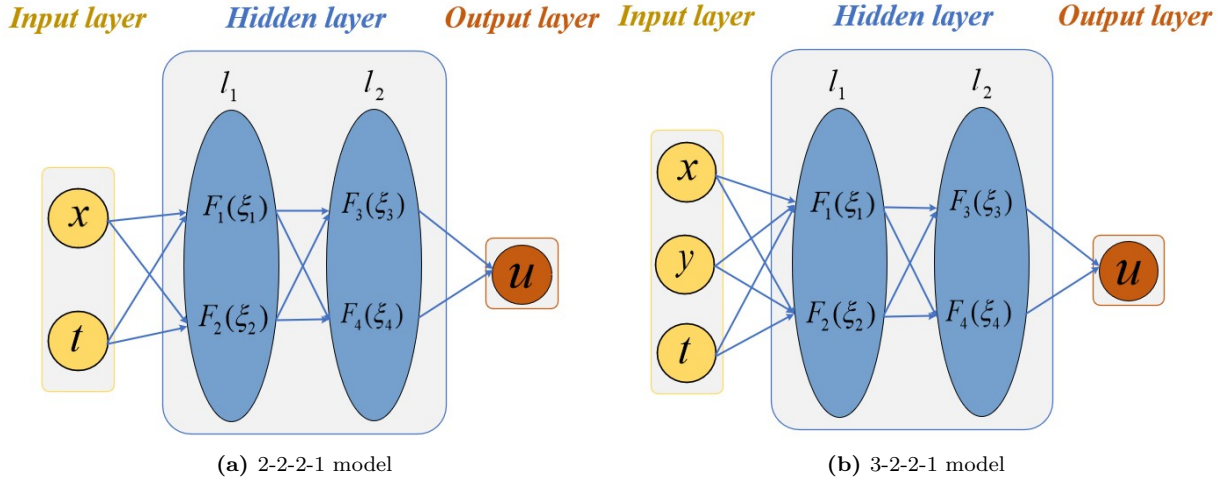 Input layer Hidden layer Output layer
l₁ l₂
x
t
F₁(ξ₁) F₃(ξ₃)
F₂(ξ₂) F₄(ξ₄)
u
(a) 2-2-2-1 model
Input layer Hidden layer Output layer
l₁ l₂
x
y
t
F₁(ξ₁) F₃(ξ₃)
F₂(ξ₂) F₄(ξ₄)
u
(b) 3-2-2-1 model